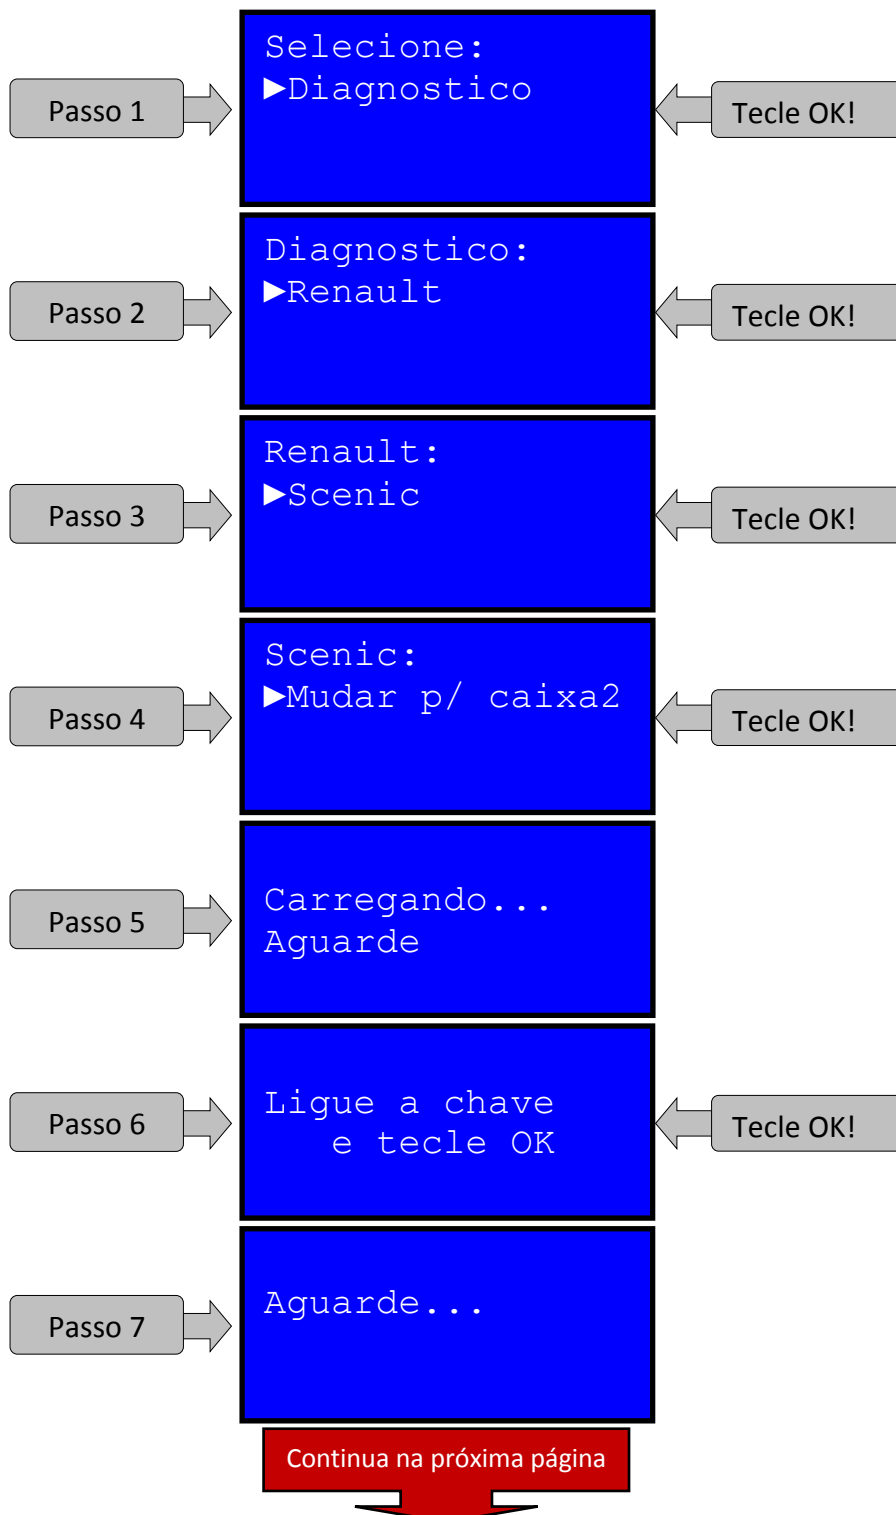 Selecione:
Passo 1
►Diagnostico
Tecle OK!
Diagnostico:
Passo 2
►Renault
Tecle OK!
Renault:
Passo 3
►Scenic
Tecle OK!
Scenic:
Passo 4
►Mudar p/ caixa2
Tecle OK!
Passo 5
Carregando...
Aguarde
Passo 6
Ligue a chave
e tecle OK
Tecle OK!
Passo 7
Aguarde...
Continua na próxima página